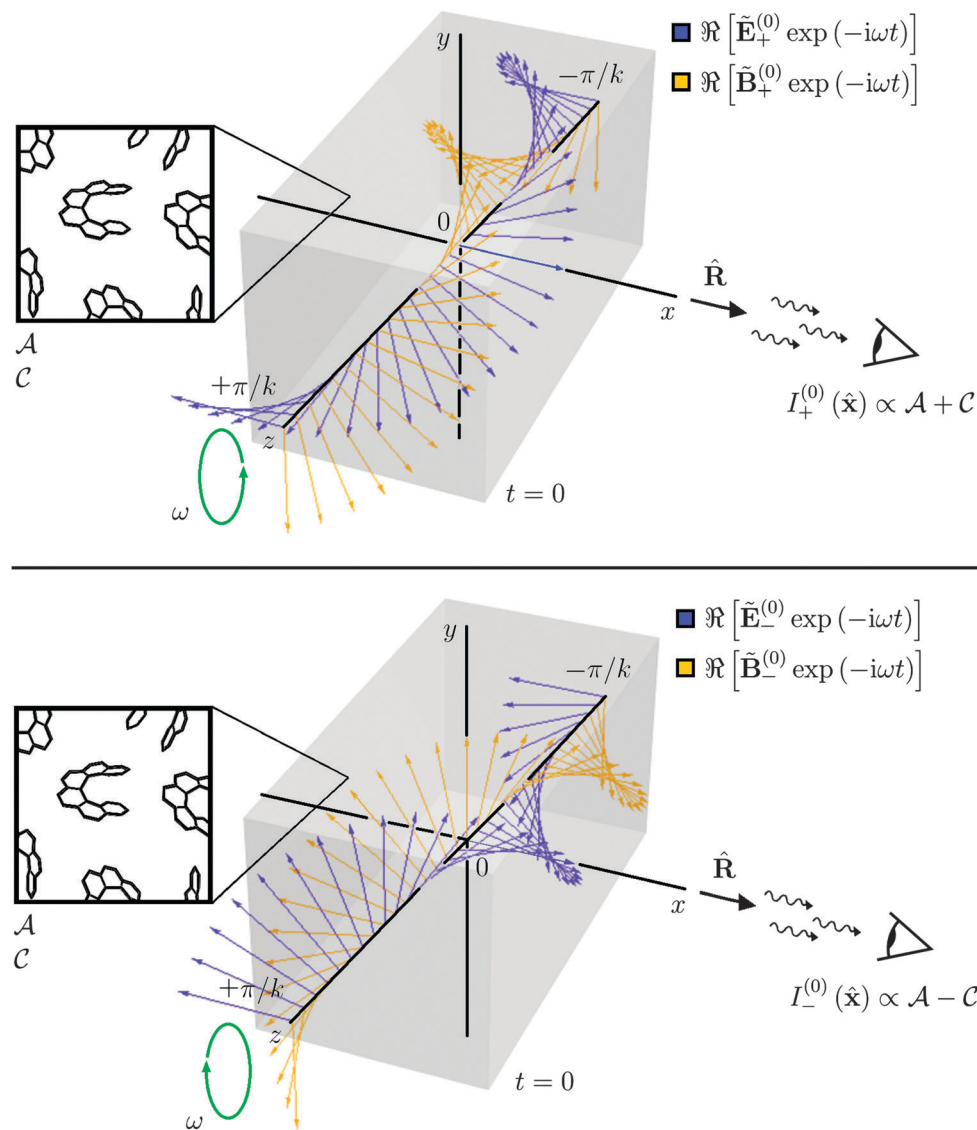 y
ℜ [Ẽ₊⁽⁰⁾ exp (−iωt)]
ℜ [B̃₊⁽⁰⁾ exp (−iωt)]
−π/k
0
R̂
x
𝒜
𝒞
+π/k
z
I₊⁽⁰⁾ (x̂) ∝ 𝒜 + 𝒞
ω
t = 0
y
ℜ [Ẽ₋⁽⁰⁾ exp (−iωt)]
ℜ [B̃₋⁽⁰⁾ exp (−iωt)]
−π/k
0
R̂
x
𝒜
𝒞
+π/k
z
I₋⁽⁰⁾ (x̂) ∝ 𝒜 − 𝒞
ω
t = 0